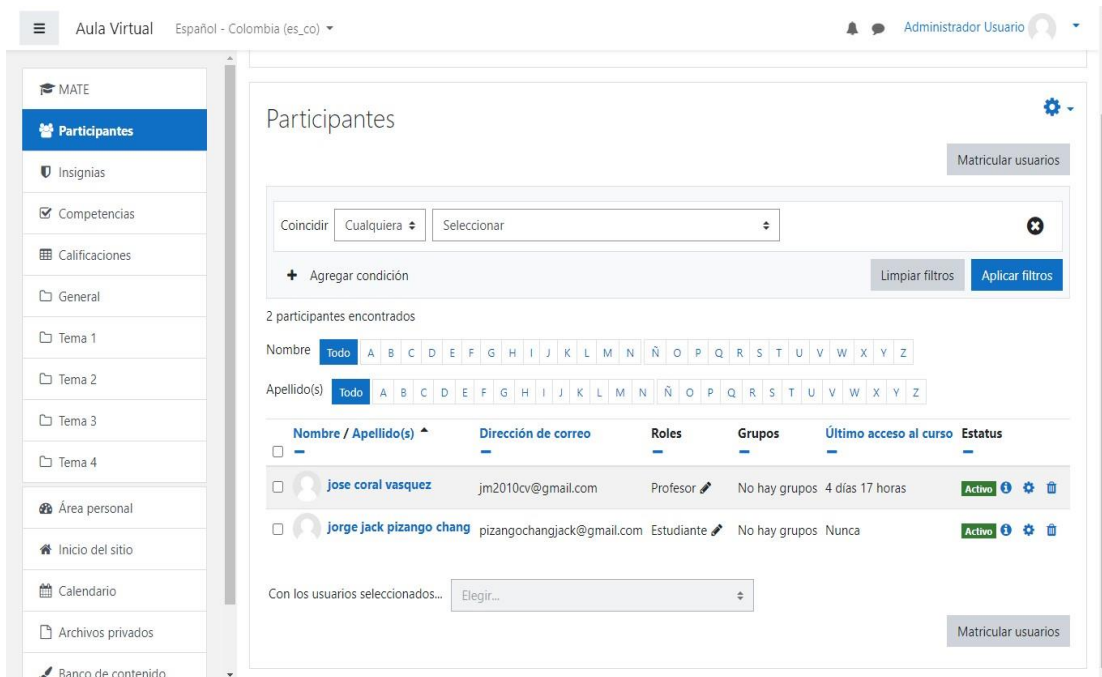 Aula Virtual Español - Colombia (es_co) Administrador Usuario
MATE
Participantes
Insignias
Competencias
Calificaciones
General
Tema 1
Tema 2
Tema 3
Tema 4
Área personal
Inicio del sitio
Calendario
Archivos privados
Banco de contenido
Participantes
Matricular usuarios
Coincidir Cualquiera Seleccionar
Agregar condición Limpiar filtros Aplicar filtros
2 participantes encontrados
Nombre Todo A B C D E F G H I J K L M N Ñ O P Q R S T U V W X Y Z
Apellido(s) Todo A B C D E F G H I J K L M N Ñ O P Q R S T U V W X Y Z
Nombre / Apellido(s) Dirección de correo Roles Grupos Último acceso al curso Estatus
jose coral vasquez jm2010cv@gmail.com Profesor No hay grupos 4 días 17 horas Activo
jorge jack pizango chang pizangochangjack@gmail.com Estudiante No hay grupos Nunca Activo
Con los usuarios seleccionados... Elegir...
Matricular usuarios